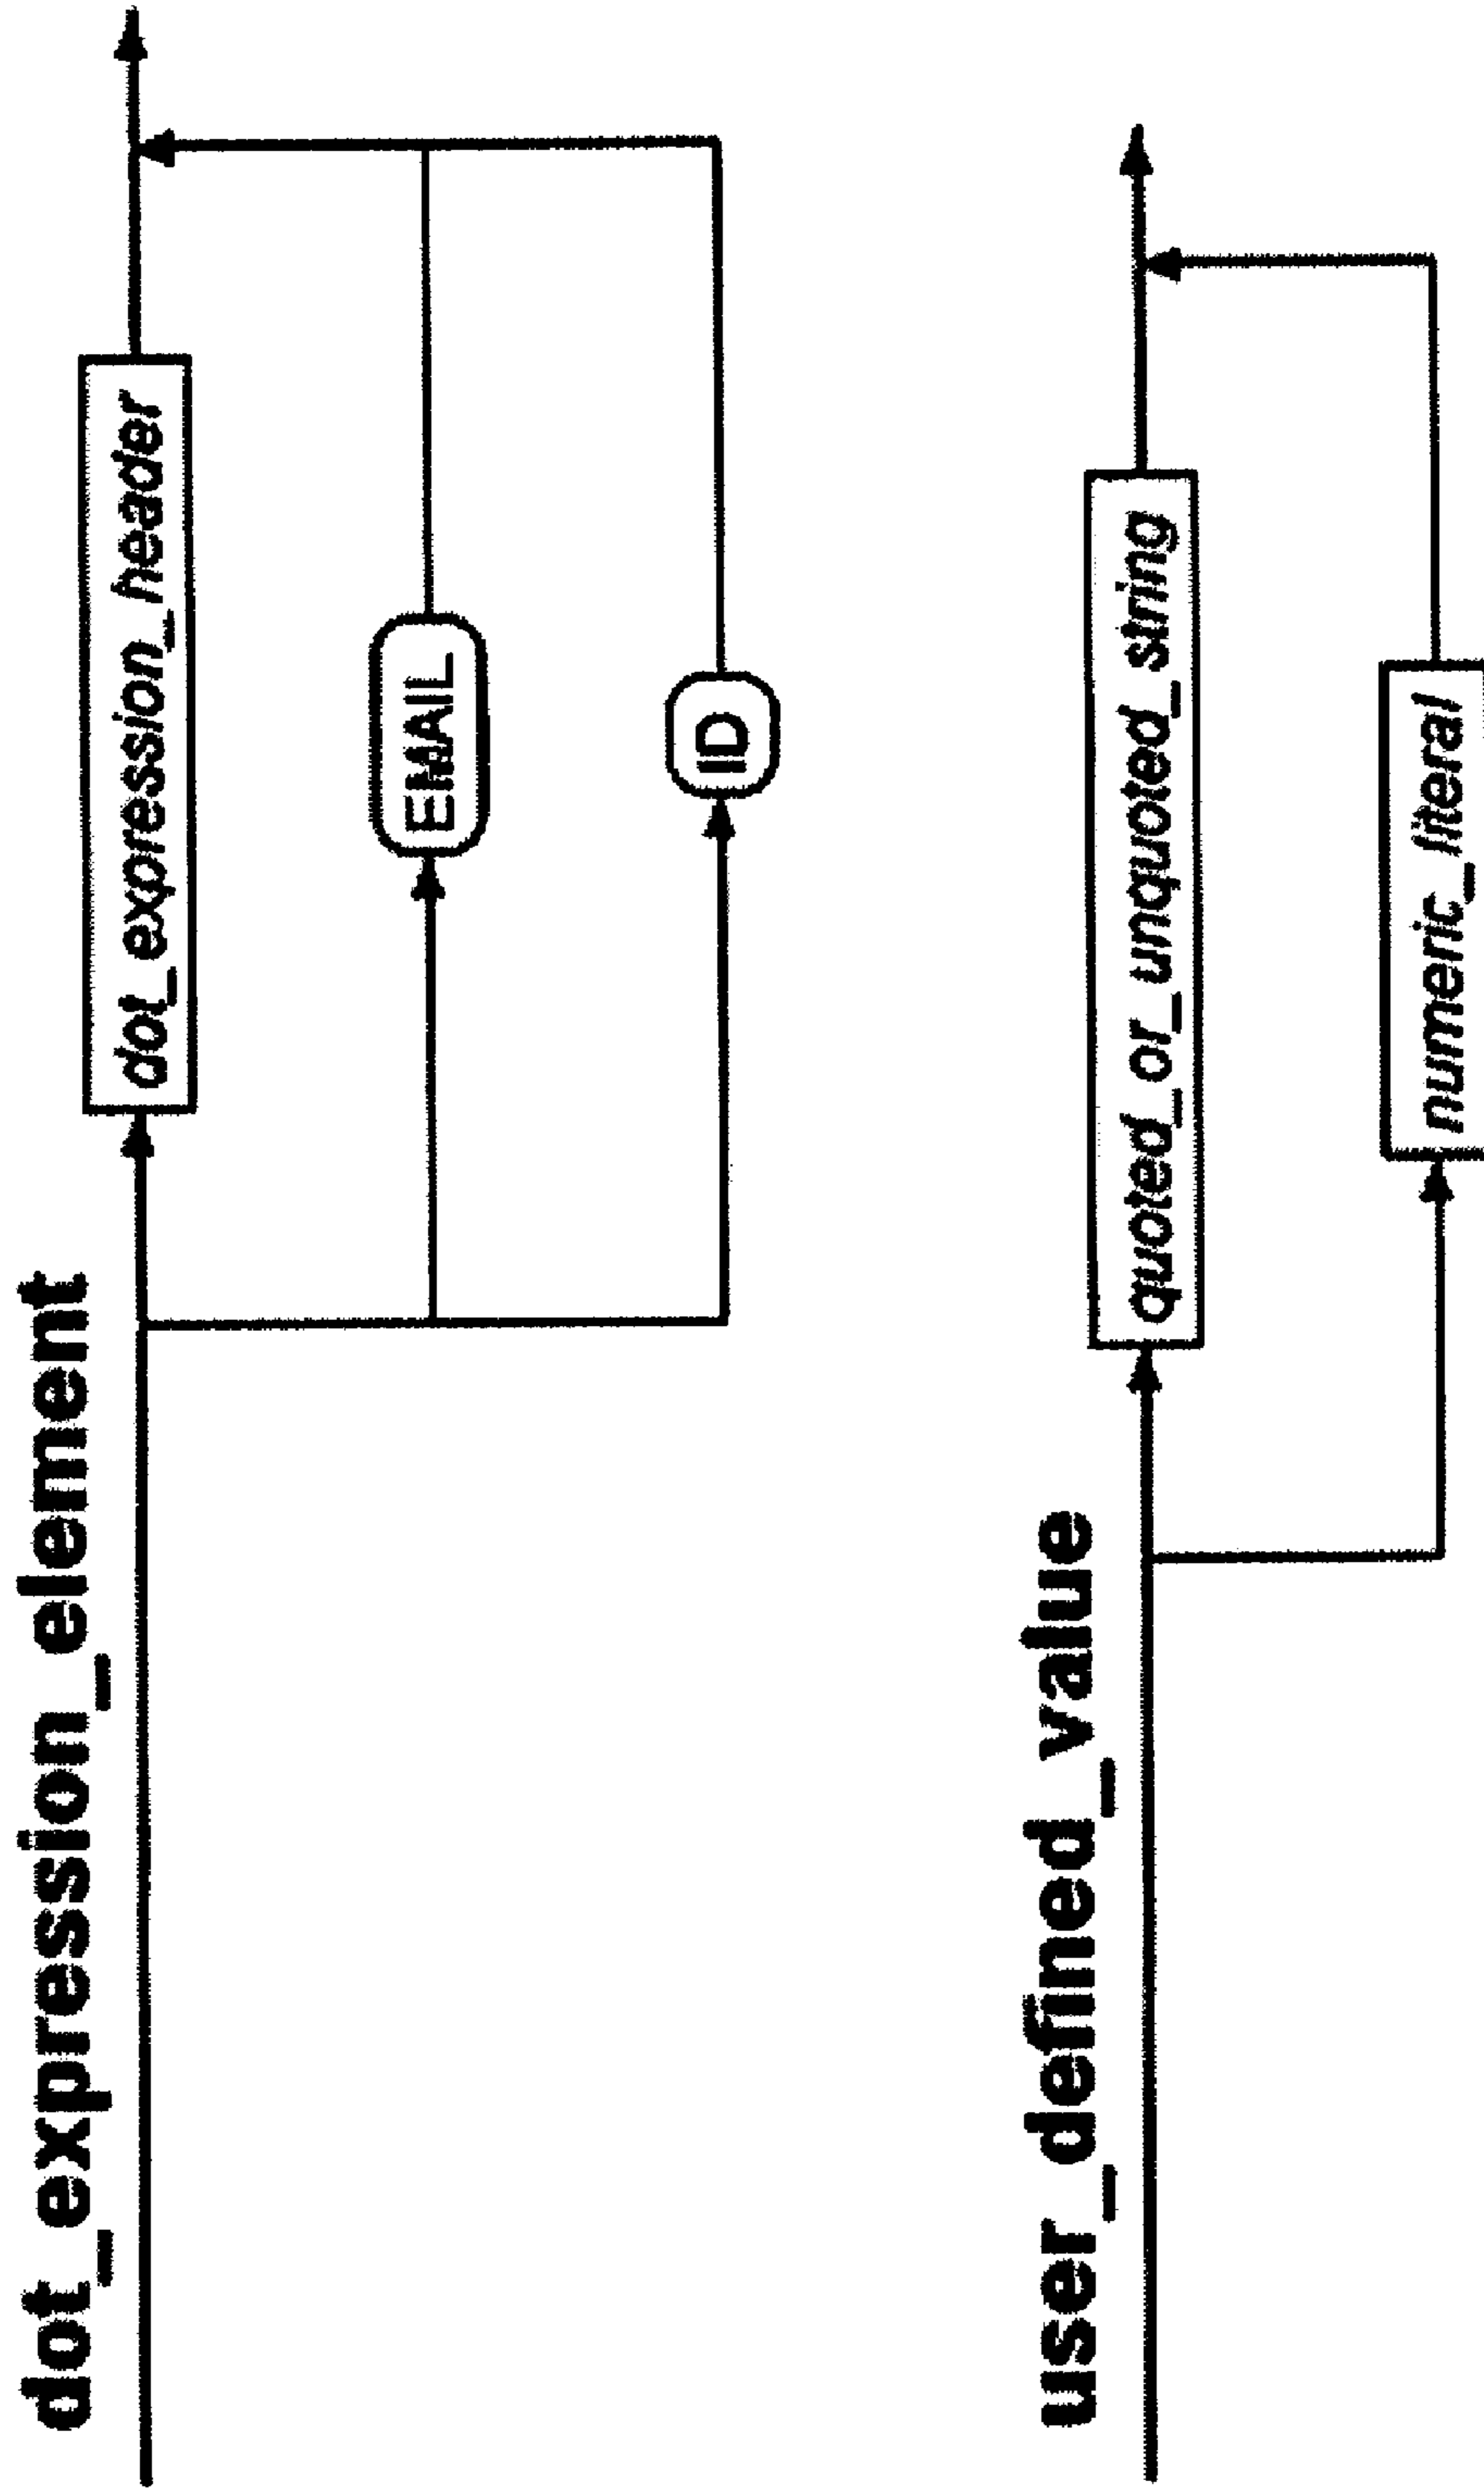 dot_expression_element
dot_expression_header
EMAIL
ID
user_defined_value
quoted_or_unquoted_string
numeric_literal